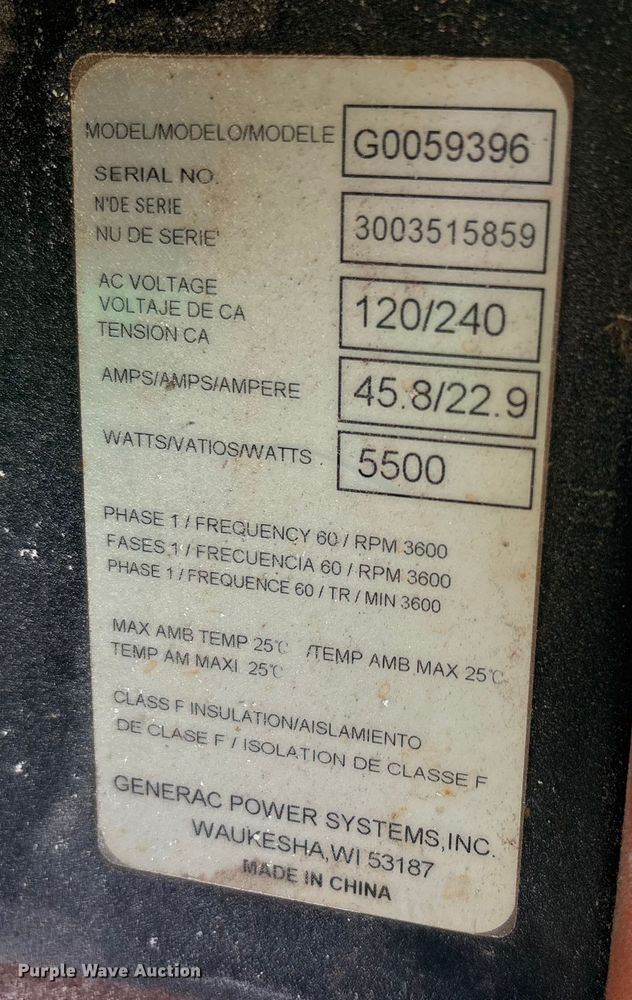 MODEL/MODELO/MODELE G0059396
SERIAL NO.
N'DE SERIE
NU DE SERIE' 3003515859
AC VOLTAGE
VOLTAJE DE CA
TENSION CA 120/240
AMPS/AMPS/AMPERE 45.8/22.9
WATTS/VATIOS/WATTS . 5500
PHASE 1 / FREQUENCY 60 / RPM 3600
FASES 1 / FRECUENCIA 60 / RPM 3600
PHASE 1 / FREQUENCE 60 / TR / MIN 3600
MAX AMB TEMP 25℃ /TEMP AMB MAX 25℃
TEMP AM MAXI 25℃
CLASS F INSULATION/AISLAMIENTO
DE CLASE F / ISOLATION DE CLASSE F
GENERAC POWER SYSTEMS,INC.
WAUKESHA,WI 53187
MADE IN CHINA
Purple Wave Auction